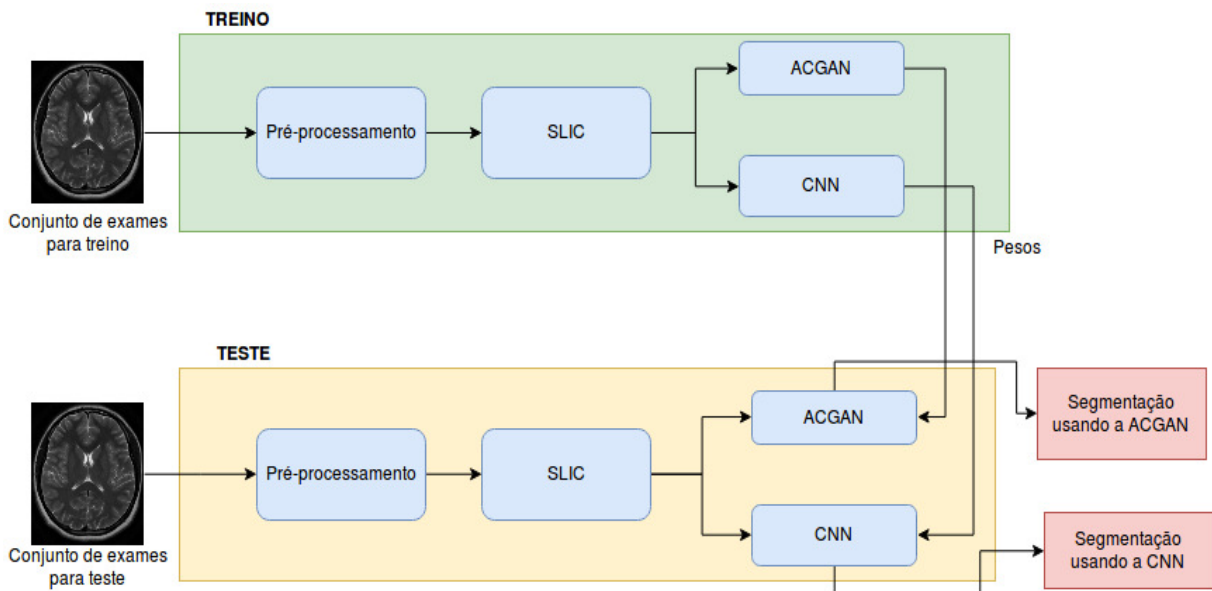 TREINO
ACGAN
Pré-processamento
SLIC
CNN
Conjunto de exames
para treino
Pesos
TESTE
ACGAN
Segmentação
usando a ACGAN
Pré-processamento
SLIC
CNN
Segmentação
usando a CNN
Conjunto de exames
para teste